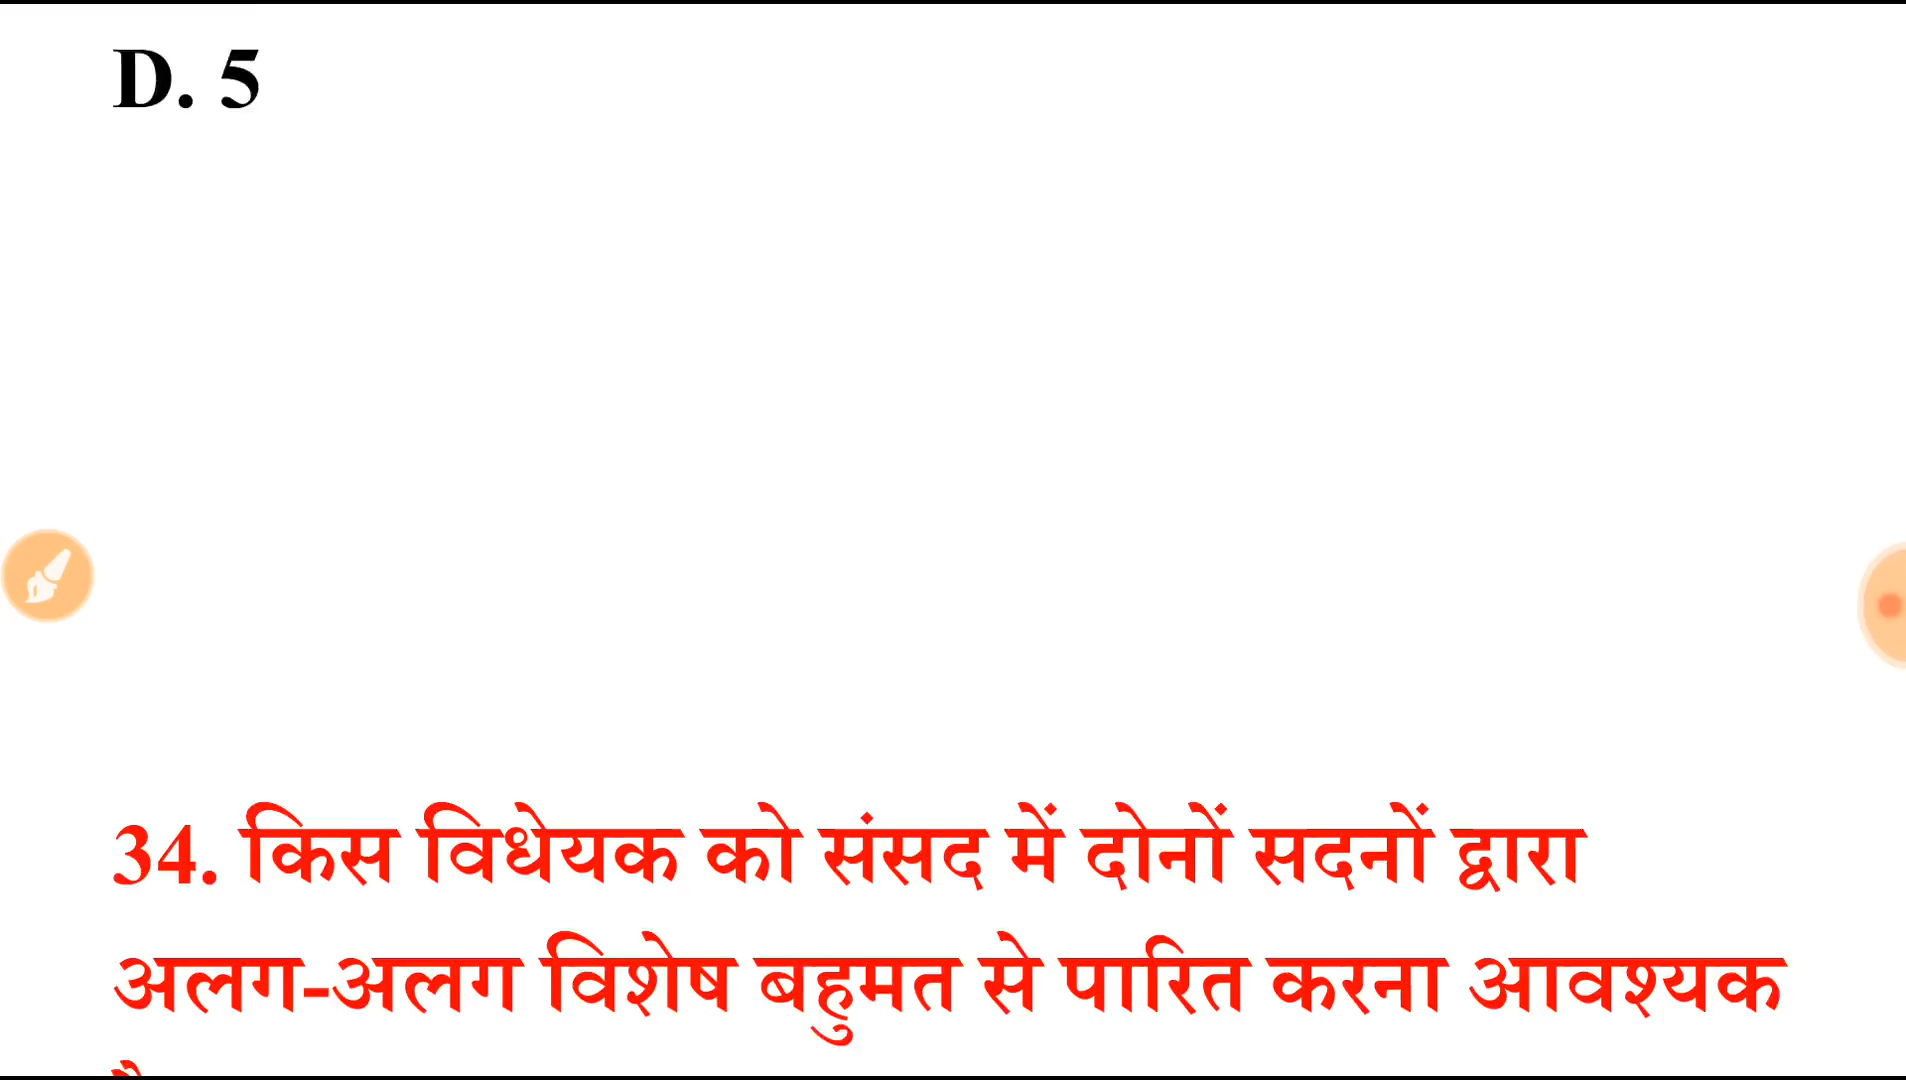 D. 5
34. किस विधेयक को संसद में दोनों सदनों द्वारा
अलग-अलग विशेष बहुमत से पारित करना आवश्यक